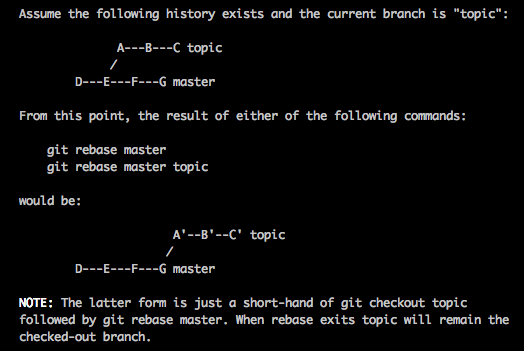 Assume the following history exists and the current branch is "topic":
A---B---C topic
/
D---E---F---G master
From this point, the result of either of the following commands:
git rebase master
git rebase master topic
would be:
A'--B'--C' topic
/
D---E---F---G master
NOTE: The latter form is just a short-hand of git checkout topic
followed by git rebase master. When rebase exits topic will remain the
checked-out branch.